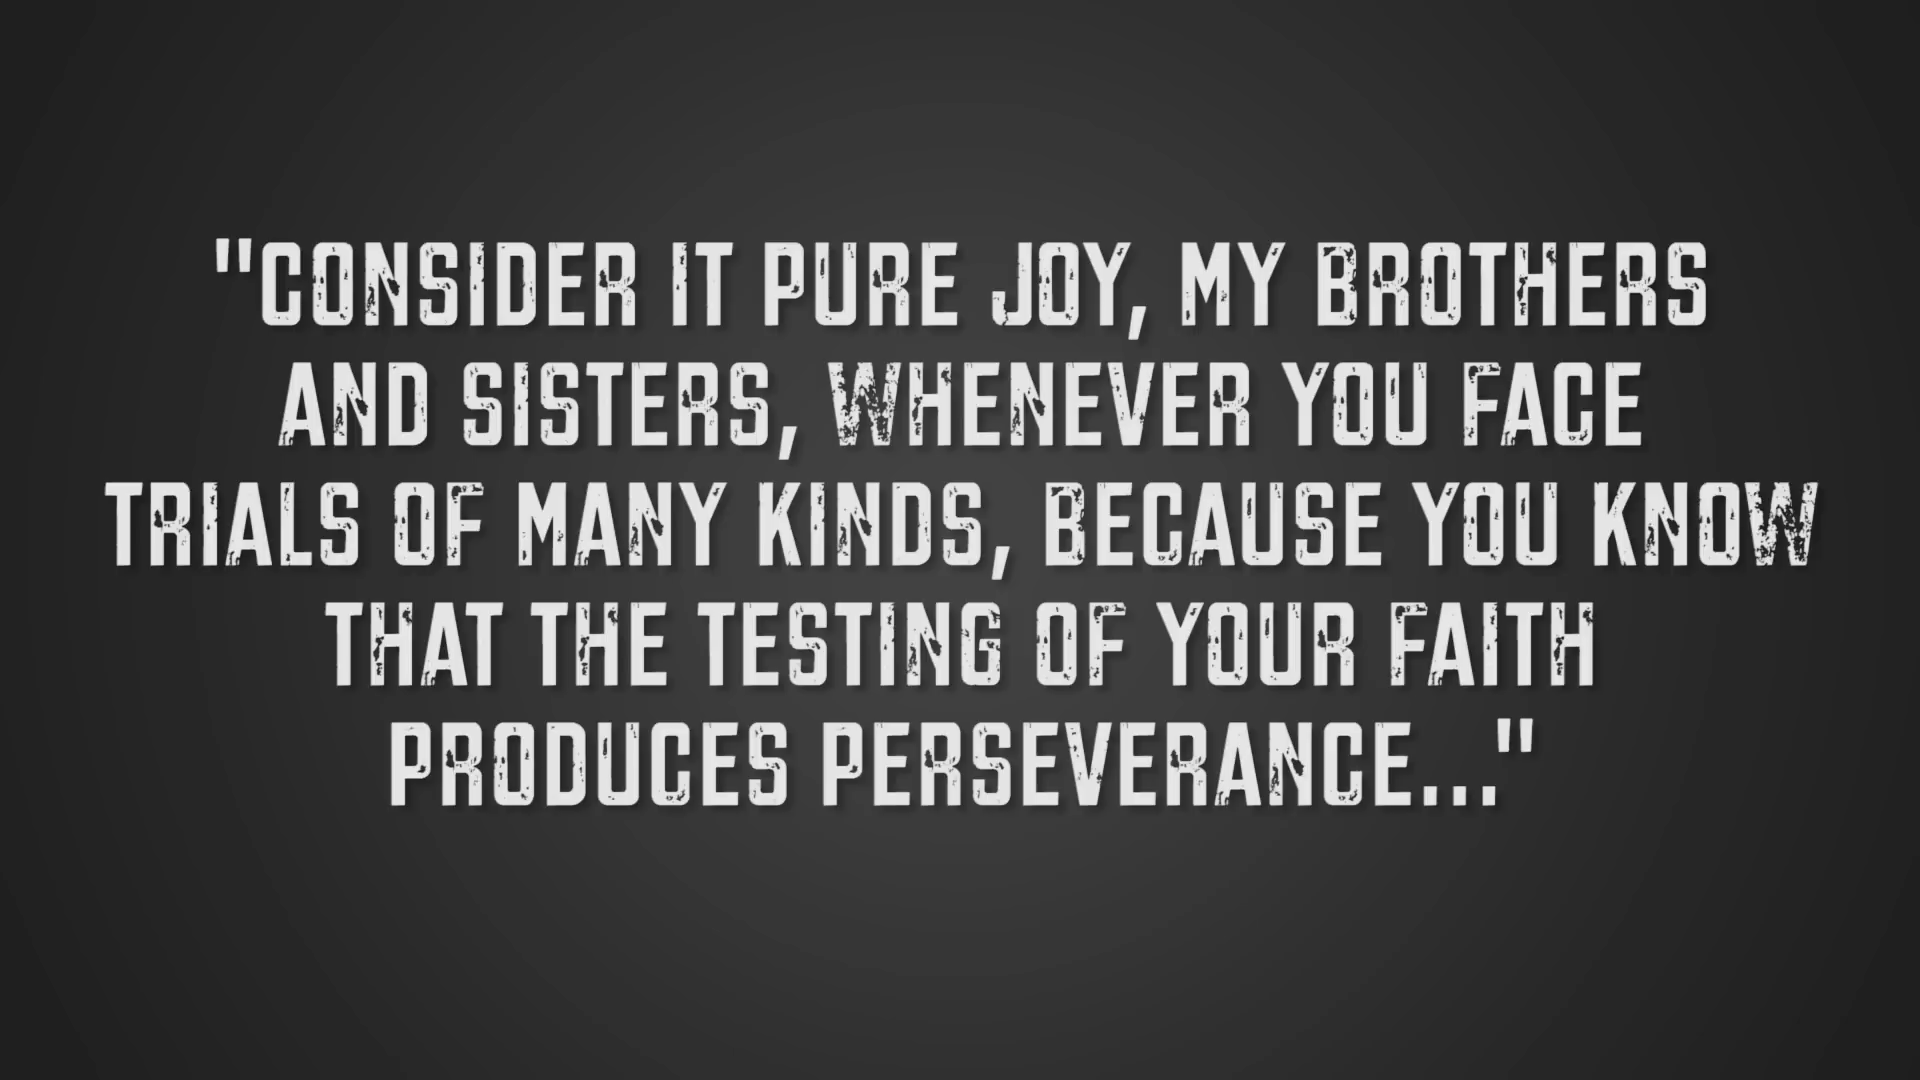 "CONSIDER IT PURE JOY, MY BROTHERS
AND SISTERS, WHENEVER YOU FACE
TRIALS OF MANY KINDS, BECAUSE YOU KNOW
THAT THE TESTING OF YOUR FAITH
PRODUCES PERSEVERANCE..."